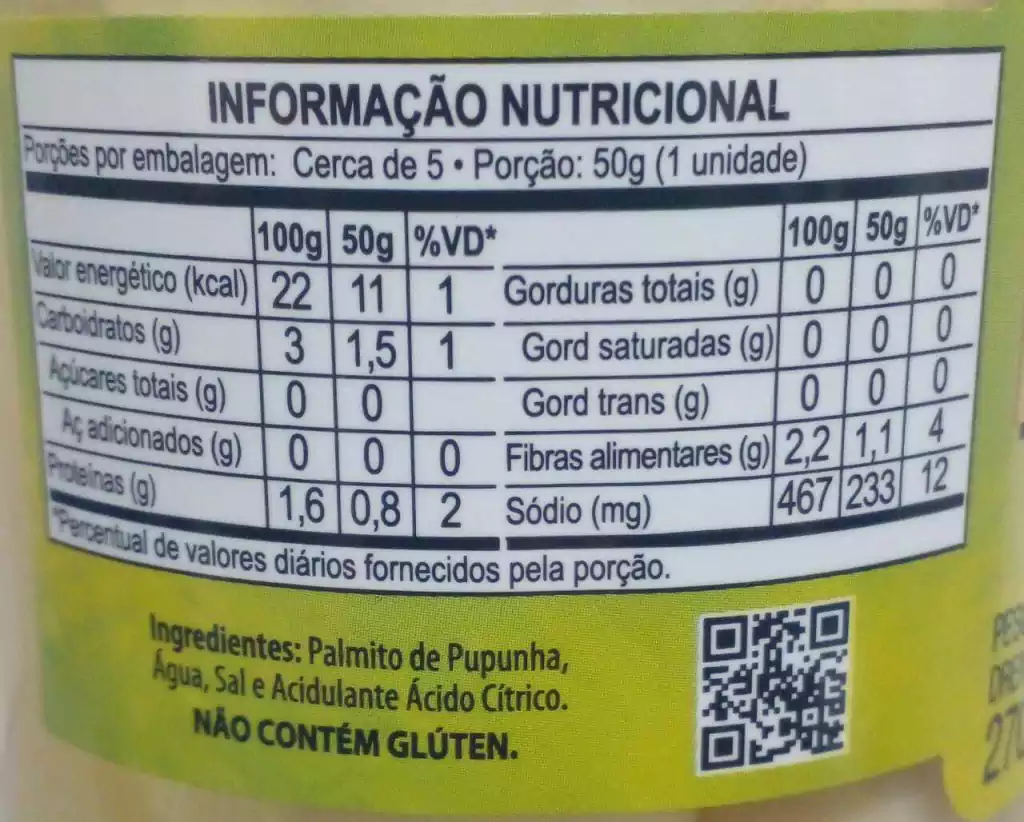 INFORMAÇÃO NUTRICIONAL
Porções por embalagem: Cerca de 5 • Porção: 50g (1 unidade)
100g 50g %VD*
Valor energético (kcal) 22 11 1
Carboidratos (g) 3 1,5 1
Açúcares totais (g) 0 0
Aç adicionados (g) 0 0 0
Proteínas (g) 1,6 0,8 2
100g 50g %VD*
Gorduras totais (g) 0 0 0
Gord saturadas (g) 0 0 0
Gord trans (g) 0 0 0
Fibras alimentares (g) 2,2 1,1 4
Sódio (mg) 467 233 12
*Percentual de valores diários fornecidos pela porção.
Ingredientes: Palmito de Pupunha,
Água, Sal e Acidulante Ácido Cítrico.
NÃO CONTÉM GLÚTEN.